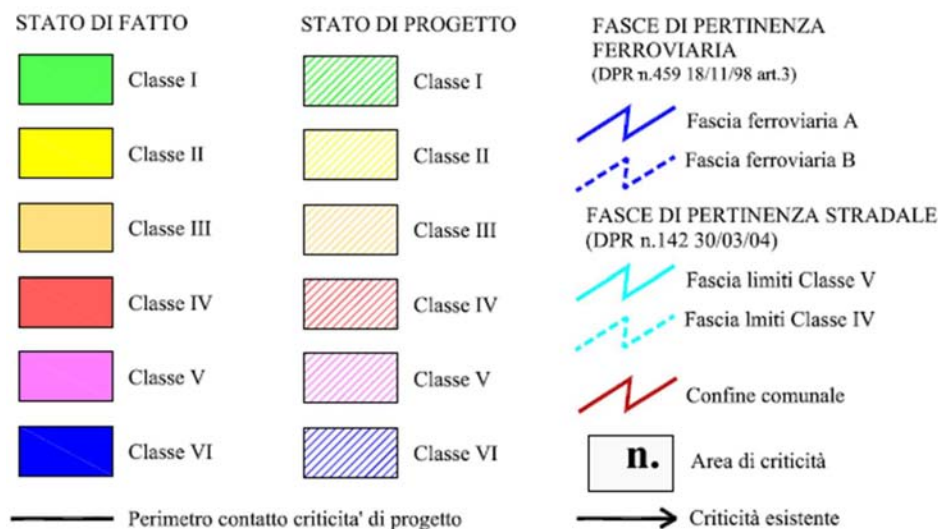 STATO DI FATTO
Classe I
Classe II
Classe III
Classe IV
Classe V
Classe VI
STATO DI PROGETTO
Classe I
Classe II
Classe III
Classe IV
Classe V
Classe VI
Perimetro contatto criticita' di progetto
FASCE DI PERTINENZA
FERROVIARIA
(DPR n.459 18/11/98 art.3)
Fascia ferroviaria A
Fascia ferroviaria B
FASCE DI PERTINENZA STRADALE
(DPR n.142 30/03/04)
Fascia limiti Classe V
Fascia lmiti Classe IV
Confine comunale
n.
Area di criticità
Criticità esistente